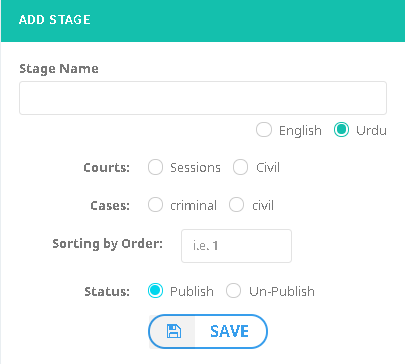 ADD STAGE
Stage Name
English Urdu
Courts: Sessions Civil
Cases: criminal civil
Sorting by Order: i.e. 1
Status: Publish Un-Publish
SAVE